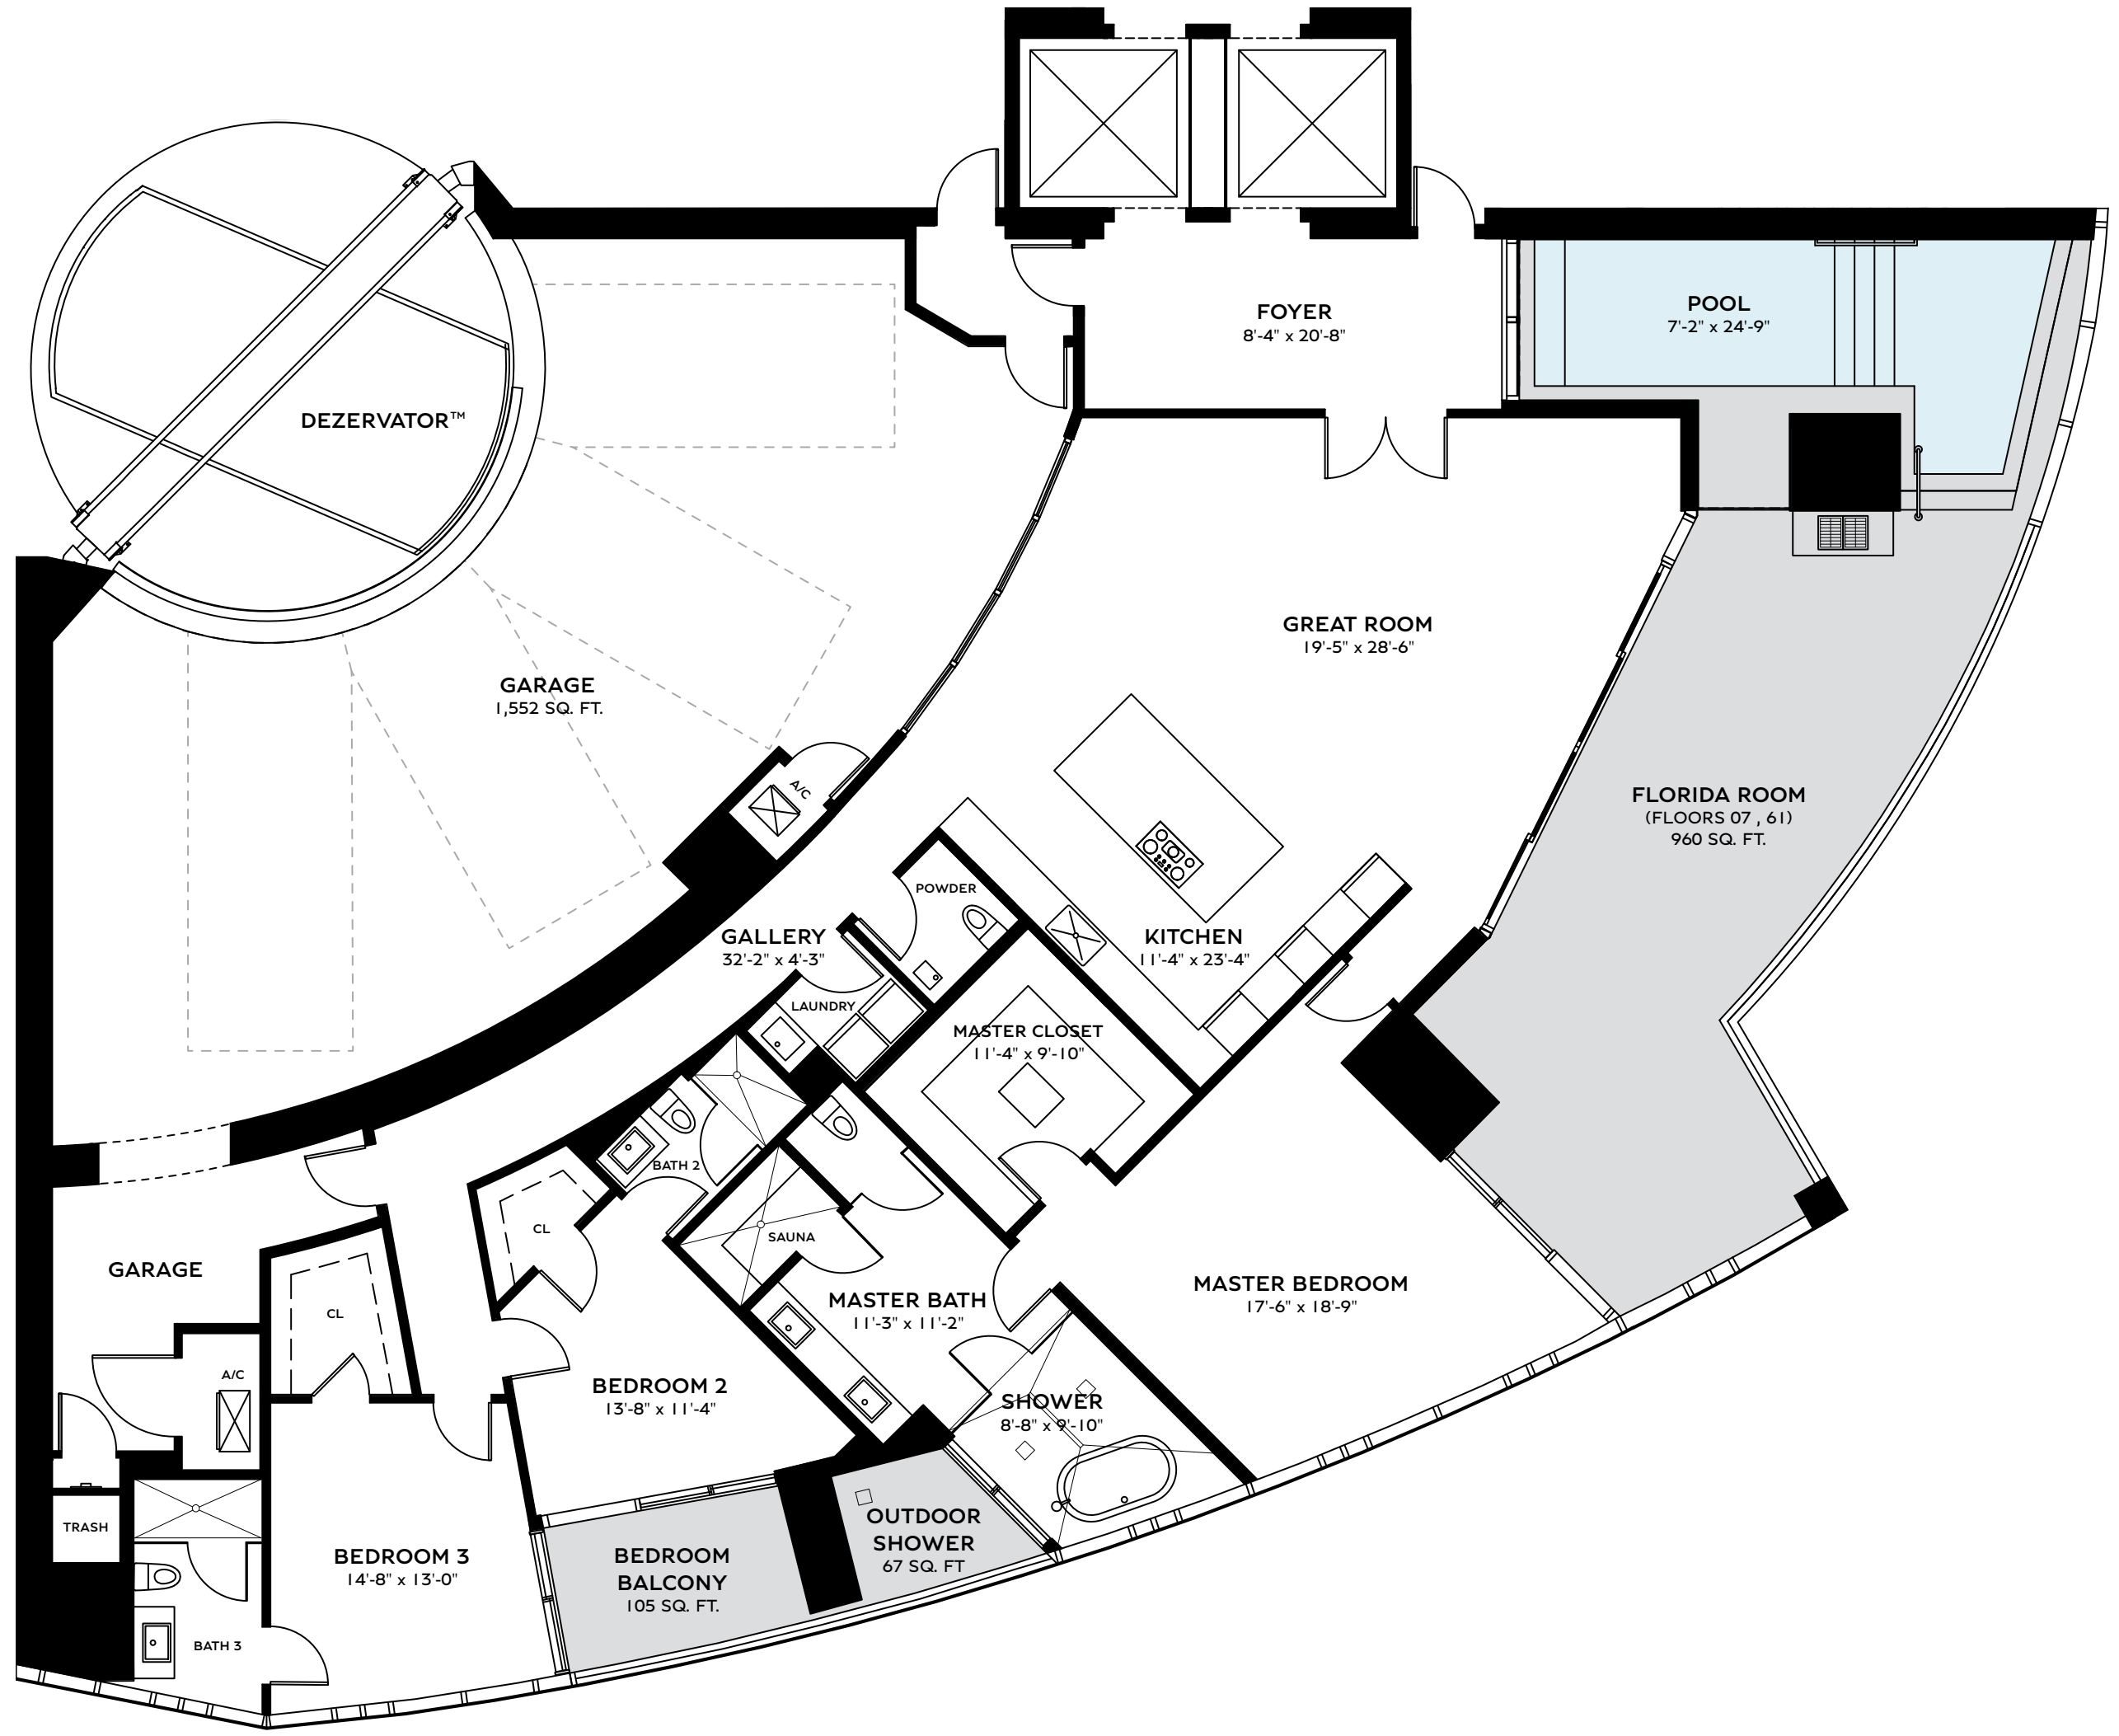 FOYER
8'-4" x 20'-8"
POOL
7'-2" x 24'-9"
DEZERVATOR™
GREAT ROOM
19'-5" x 28'-6"
GARAGE
1,552 SQ. FT.
A/C
FLORIDA ROOM
(FLOORS 07 , 61)
960 SQ. FT.
POWDER
GALLERY
32'-2" x 4'-3"
KITCHEN
11'-4" x 23'-4"
LAUNDRY
MASTER CLOSET
11'-4" x 9'-10"
BATH 2
CL
SAUNA
GARAGE
CL
MASTER BATH
11'-3" x 11'-2"
MASTER BEDROOM
17'-6" x 18'-9"
A/C
BEDROOM 2
13'-8" x 11'-4"
SHOWER
8'-8" x 9'-10"
TRASH
OUTDOOR
SHOWER
67 SQ. FT
BEDROOM 3
14'-8" x 13'-0"
BEDROOM
BALCONY
105 SQ. FT.
BATH 3